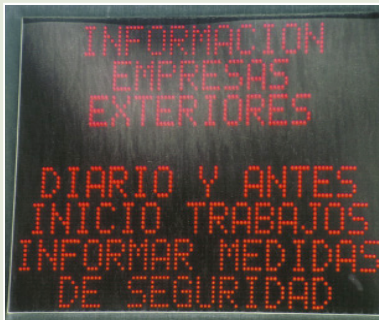 INFORMACION
EMPRESAS
EXTERIORES
DIARIO Y ANTES
INICIO TRABAJOS
INFORMAR MEDIDAS
DE SEGURIDAD